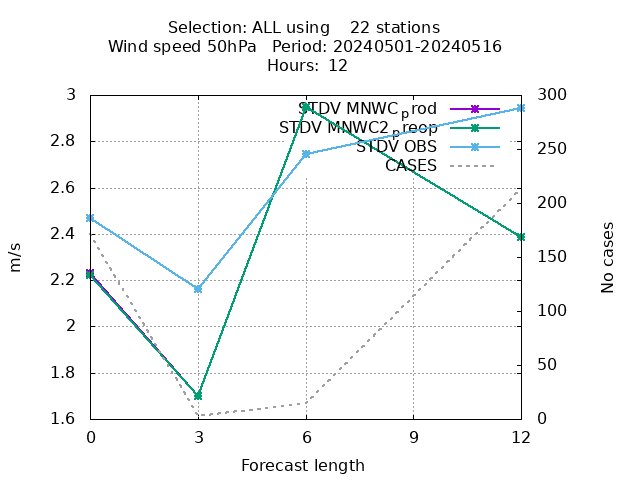 Selection: ALL using    22 stations
Wind speed 50hPa   Period: 20240501-20240516
Hours:  12
STDV MNWC_prod
STDV MNWC2_preop
STDV OBS
CASES
3
2.8
2.6
2.4
2.2
2
1.8
1.6
300
250
200
150
100
50
0
m/s
No cases
0 3 6 9 12
Forecast length